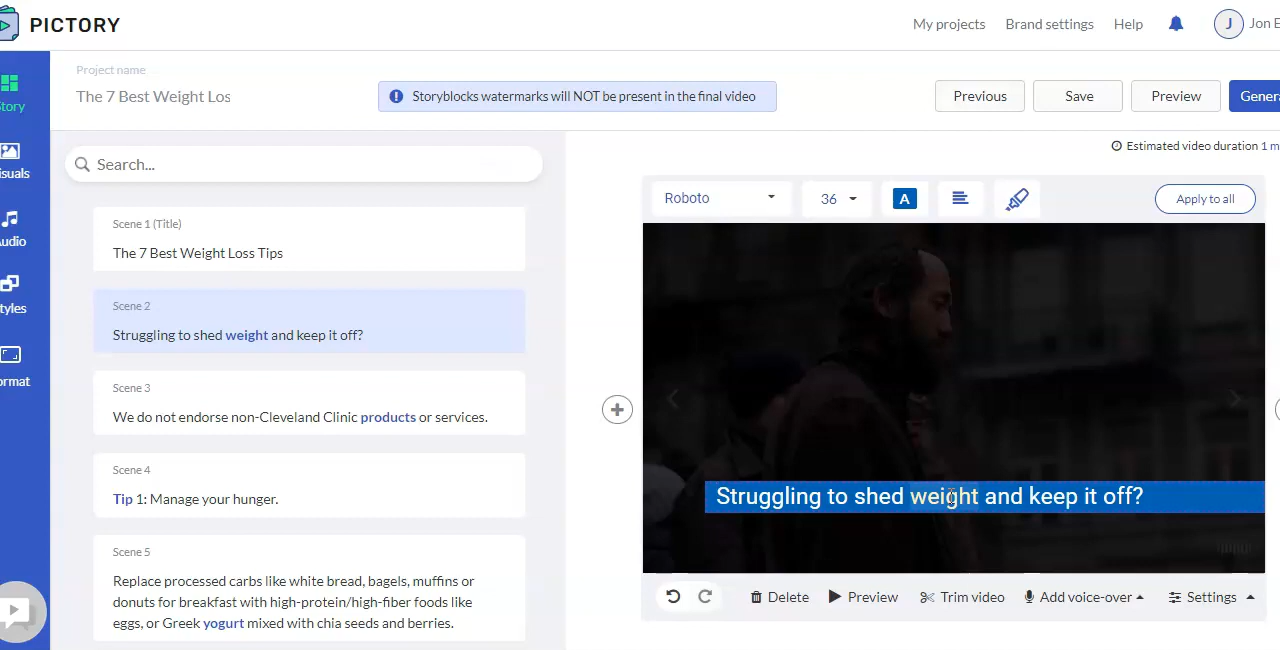 PICTORY
My projects
Brand settings
Help
J
Jon E
Project name
The 7 Best Weight Los
Storyblocks watermarks will NOT be present in the final video
Previous
Save
Preview
Gener
Estimated video duration 1 m
tory
isuals
udio
tyles
ormat
Search...
Scene 1 (Title)
The 7 Best Weight Loss Tips
Scene 2
Struggling to shed weight and keep it off?
Scene 3
We do not endorse non-Cleveland Clinic products or services.
Scene 4
Tip 1: Manage your hunger.
Scene 5
Replace processed carbs like white bread, bagels, muffins or
donuts for breakfast with high-protein/high-fiber foods like
eggs, or Greek yogurt mixed with chia seeds and berries.
Roboto
36
A
Apply to all
Struggling to shed weight and keep it off?
Delete
Preview
Trim video
Add voice-over
Settings